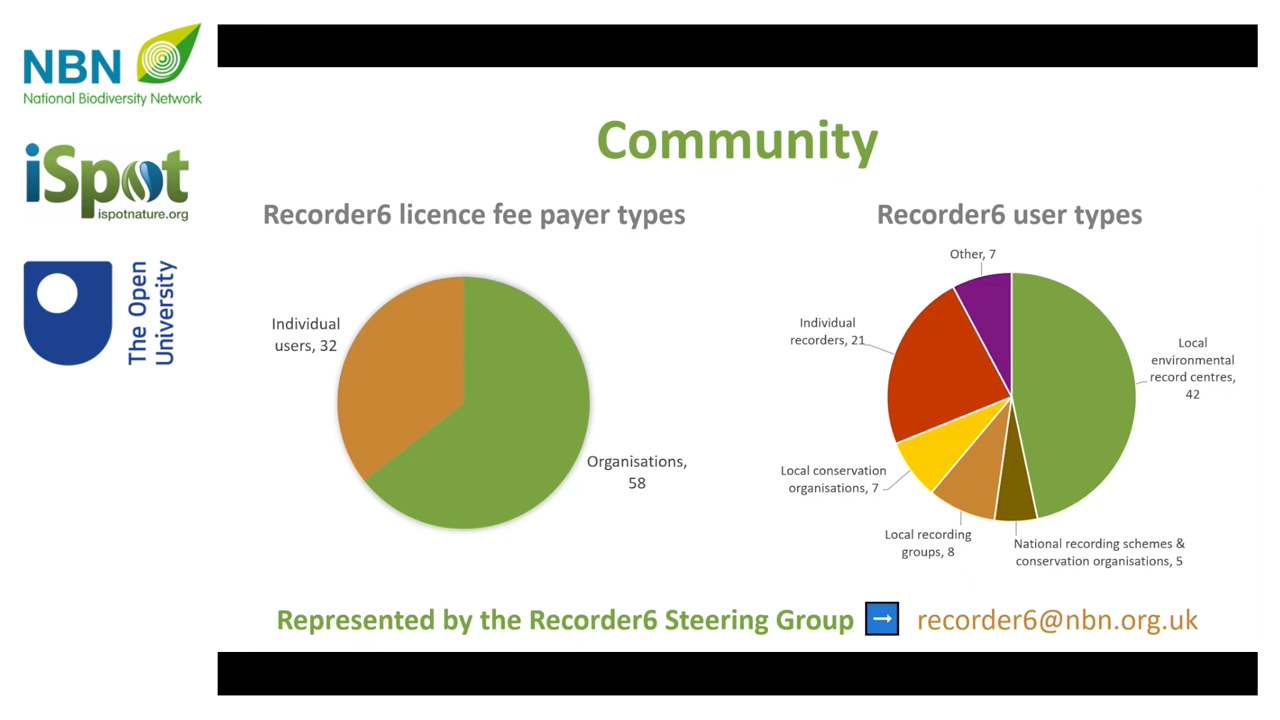 NBN
National Biodiversity Network
iSpot
ispotnature.org
The Open
University
Community
Recorder6 licence fee payer types
Individual
users, 32
Organisations,
58
Recorder6 user types
Other, 7
Individual
recorders, 21
Local
environmental
record centres,
42
Local conservation
organisations, 7
Local recording
groups, 8
National recording schemes &
conservation organisations, 5
Represented by the Recorder6 Steering Group ➡ recorder6@nbn.org.uk